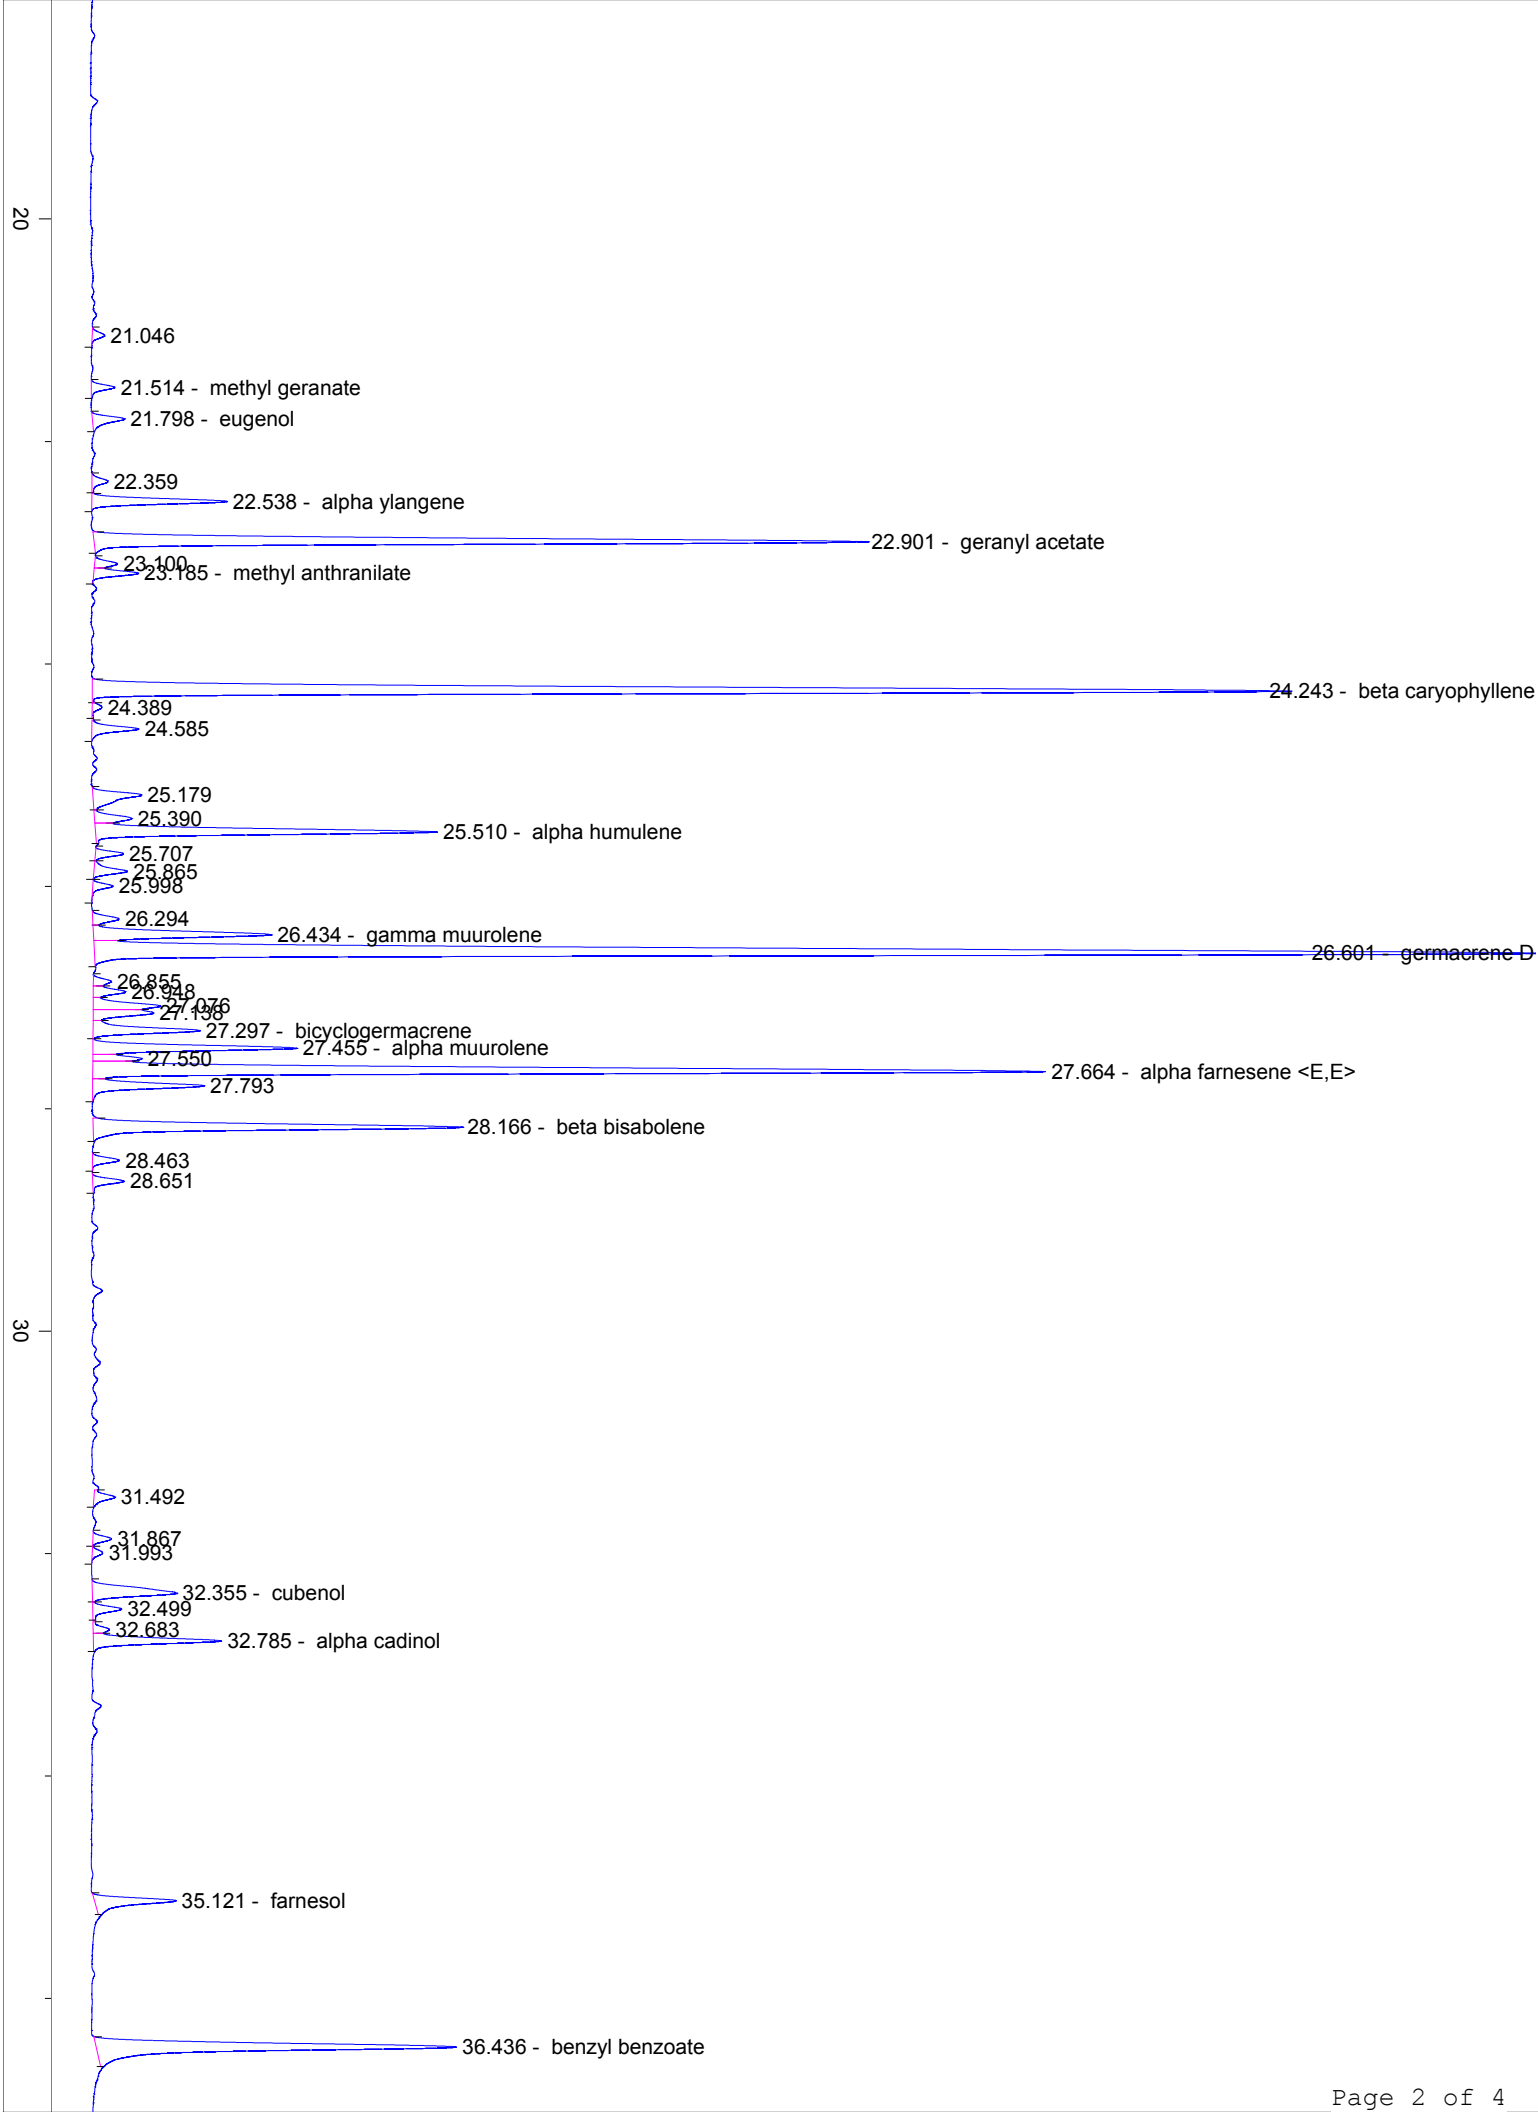 20
21.046
21.514 - methyl geranate
21.798 - eugenol
22.359
22.538 - alpha ylangene
22.901 - geranyl acetate
23.100
23.185 - methyl anthranilate
24.243 - beta caryophyllene
24.389
24.585
25.179
25.390
25.510 - alpha humulene
25.707
25.865
25.998
26.294
26.434 - gamma muurolene
26.601 - germacrene D
26.855
26.948
27.076
27.138
27.297 - bicyclogermacrene
27.455 - alpha muurolene
27.550
27.664 - alpha farnesene <E,E>
27.793
28.166 - beta bisabolene
28.463
28.651
30
31.492
31.867
31.993
32.355 - cubenol
32.499
32.683
32.785 - alpha cadinol
35.121 - farnesol
36.436 - benzyl benzoate
Page 2 of 4